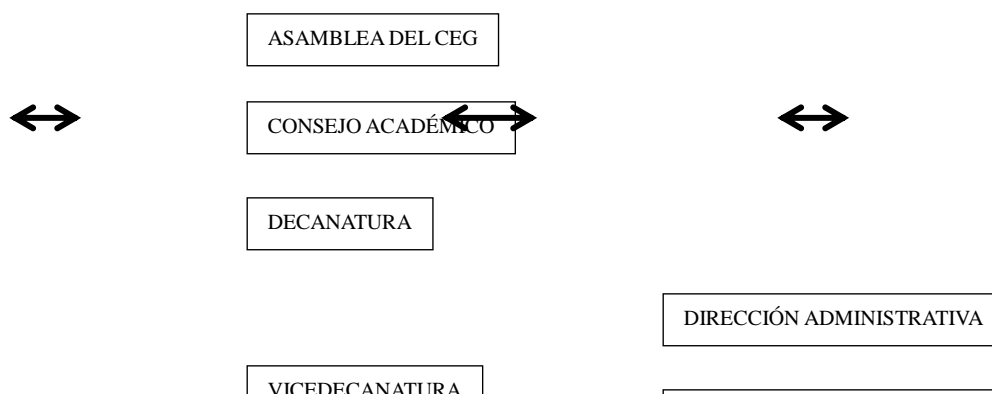 ASAMBLEA DEL CEG
CONSEJO ACADÉMICO
DECANATURA
DIRECCIÓN ADMINISTRATIVA
VICEDECANATURA